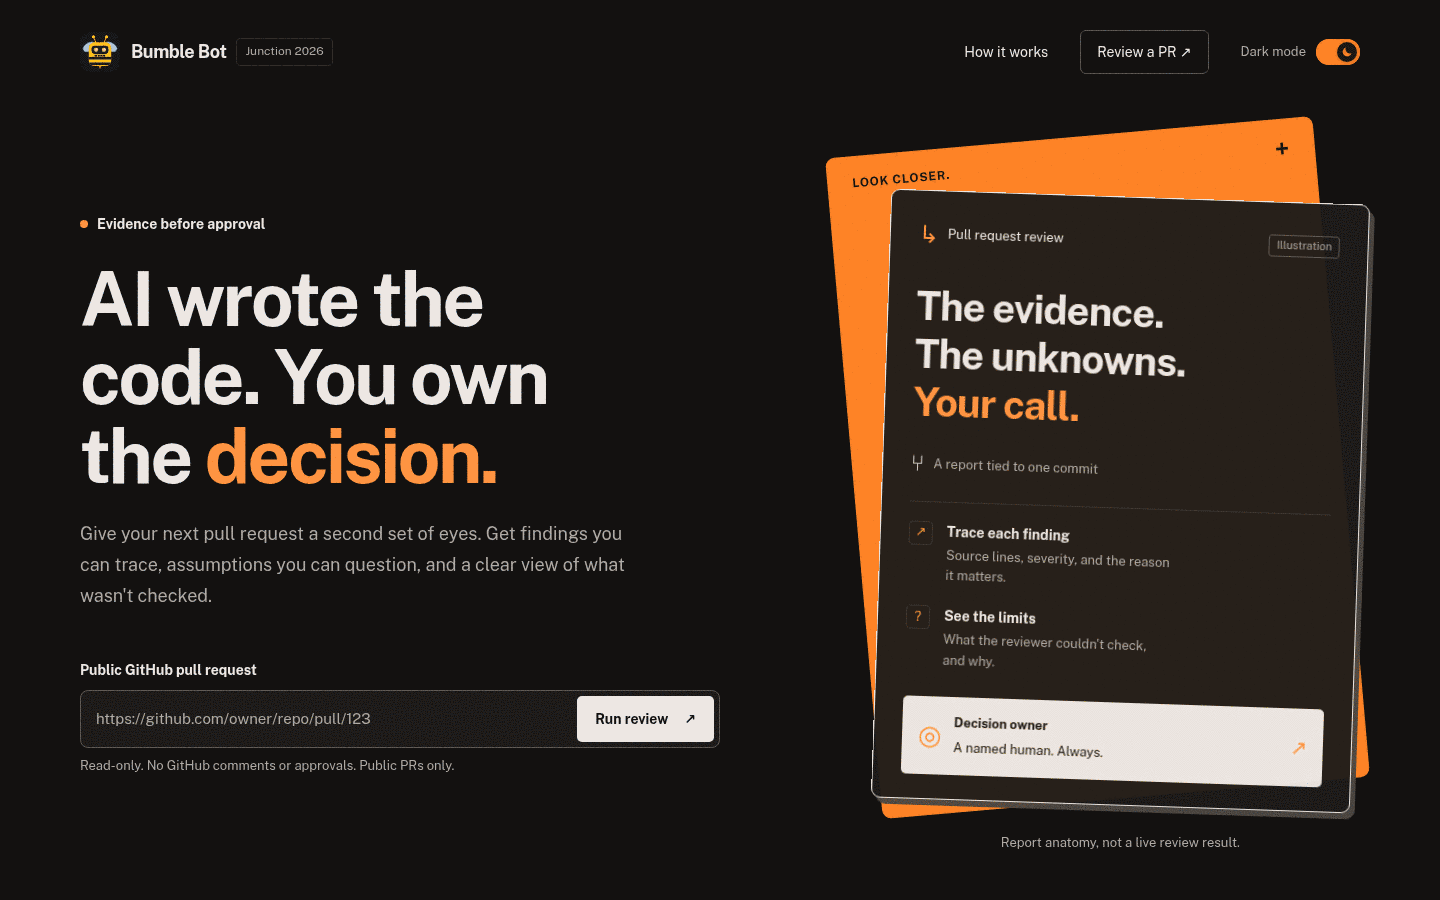 Bumble Bot
Junction 2026
How it works
Review a PR ↗
Dark mode
Evidence before approval
AI wrote the
code. You own
the decision.
Give your next pull request a second set of eyes. Get findings you
can trace, assumptions you can question, and a clear view of what
wasn't checked.
Public GitHub pull request
https://github.com/owner/repo/pull/123
Run review ↗
Read-only. No GitHub comments or approvals. Public PRs only.
LOOK CLOSER.
+
↳ Pull request review
Illustration
The evidence.
The unknowns.
Your call.
A report tied to one commit
↗ Trace each finding
Source lines, severity, and the reason
it matters.
? See the limits
What the reviewer couldn't check,
and why.
Decision owner
A named human. Always.
↗
Report anatomy, not a live review result.